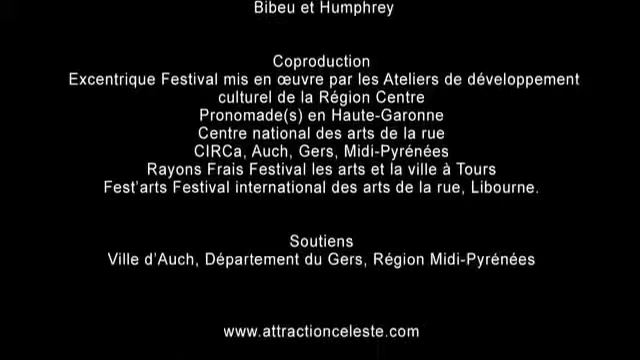 Bibeu et Humphrey
Coproduction
Excentrique Festival mis en œuvre par les Ateliers de développement
culturel de la Région Centre
Pronomade(s) en Haute-Garonne
Centre national des arts de la rue
CIRCa, Auch, Gers, Midi-Pyrénées
Rayons Frais Festival les arts et la ville à Tours
Fest'arts Festival international des arts de la rue, Libourne.
Soutiens
Ville d'Auch, Département du Gers, Région Midi-Pyrénées
www.attractionceleste.com